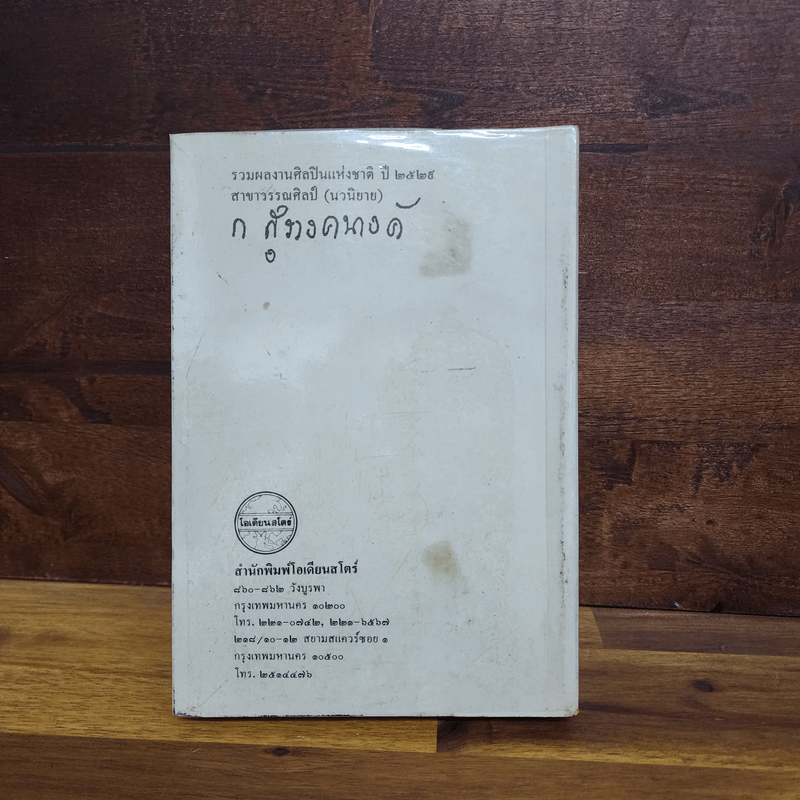 รวมผลงานศิลปินแห่งชาติ ปี ๒๕๒๙
สาขาวรรณศิลป์ (นวนิยาย)
ก สุรางคนางค์
โอเดียนสโตร์
สำนักพิมพ์โอเดียนสโตร์
๘๖๐-๘๖๒ วังบูรพา
กรุงเทพมหานคร ๑๐๒๐๐
โทร. ๒๒๑-๐๗๔๒, ๒๒๑-๖๕๖๗
๒๑๘/๑๐-๑๒ สยามสแควร์ซอย ๑
กรุงเทพมหานคร ๑๐๕๐๐
โทร. ๒๕๑๔๔๗๖